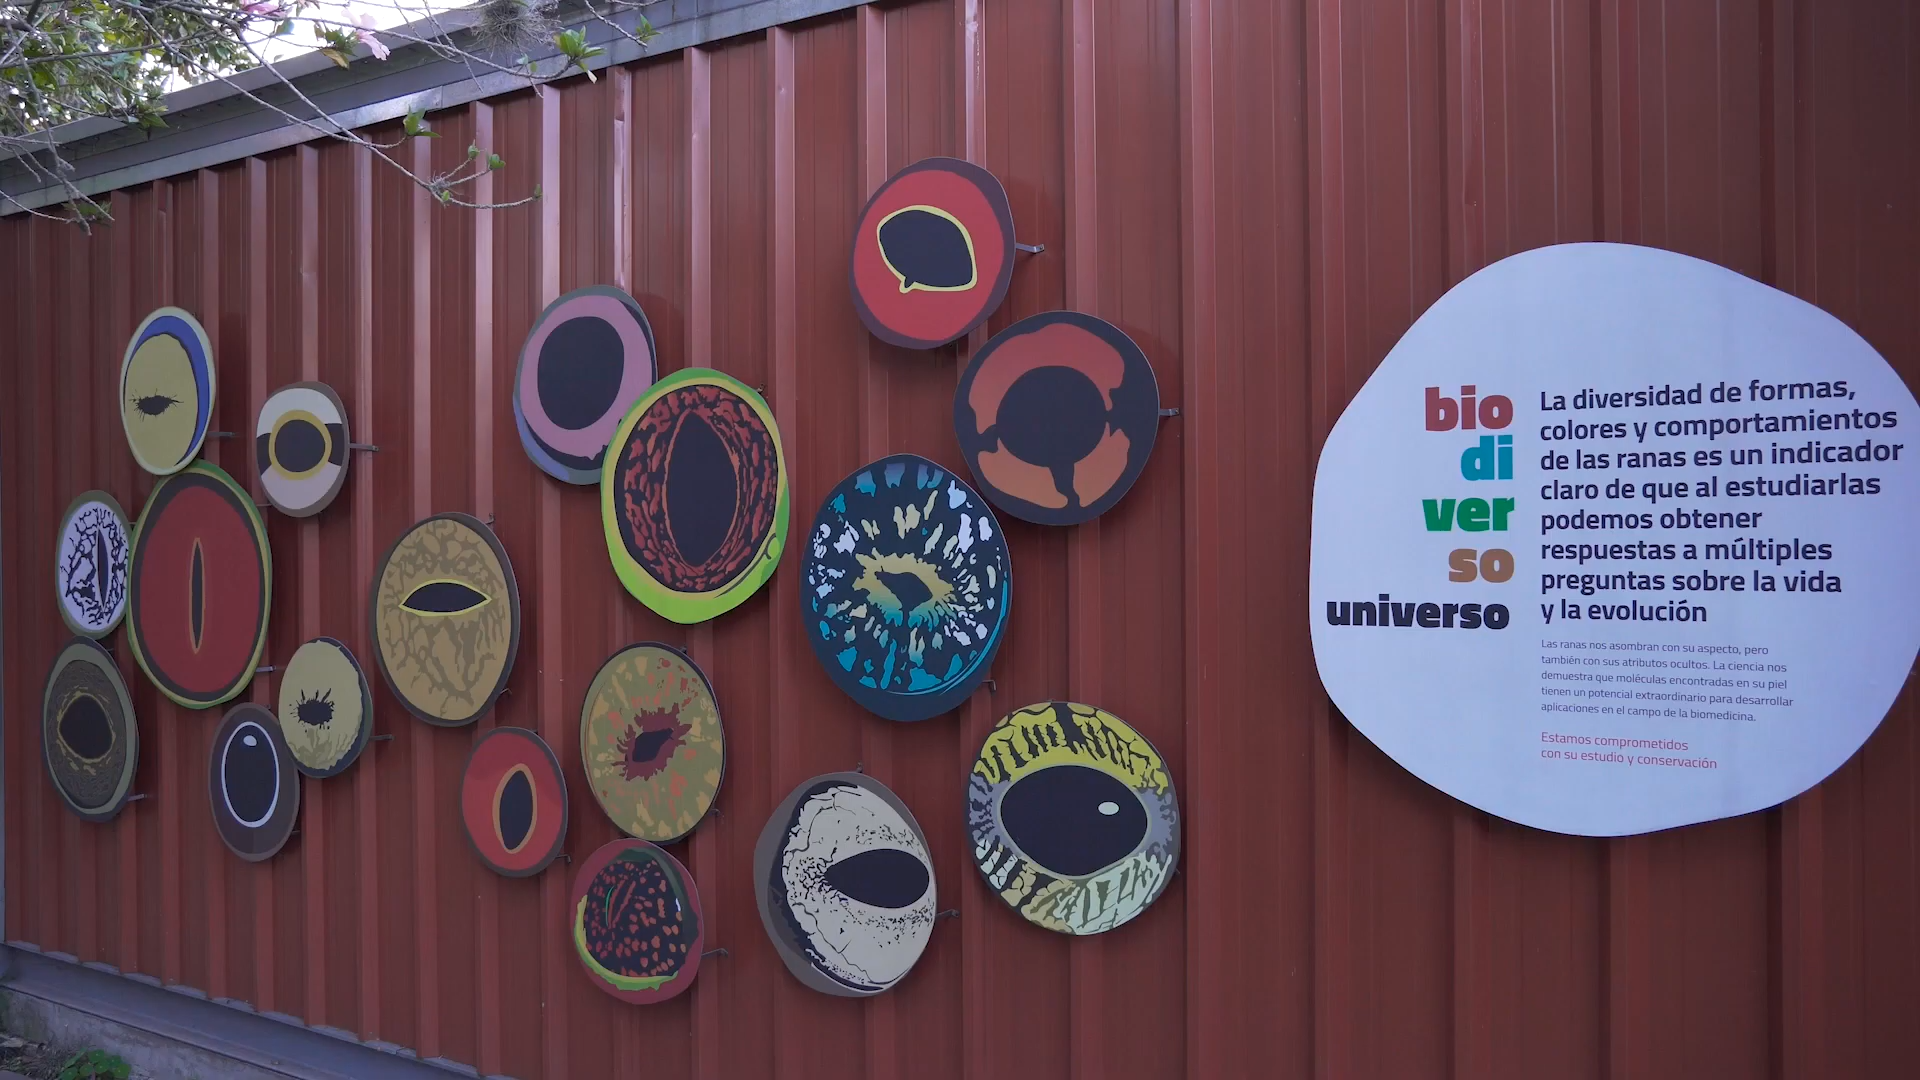 bio
di
ver
so
universo
La diversidad de formas,
colores y comportamientos
de las ranas es un indicador
claro de que al estudiarlas
podemos obtener
respuestas a múltiples
preguntas sobre la vida
y la evolución
Las ranas nos asombran con su aspecto, pero
también con sus atributos ocultos. La ciencia nos
demuestra que moléculas encontradas en su piel
tienen un potencial extraordinario para desarrollar
aplicaciones en el campo de la biomedicina.
Estamos comprometidos
con su estudio y conservación